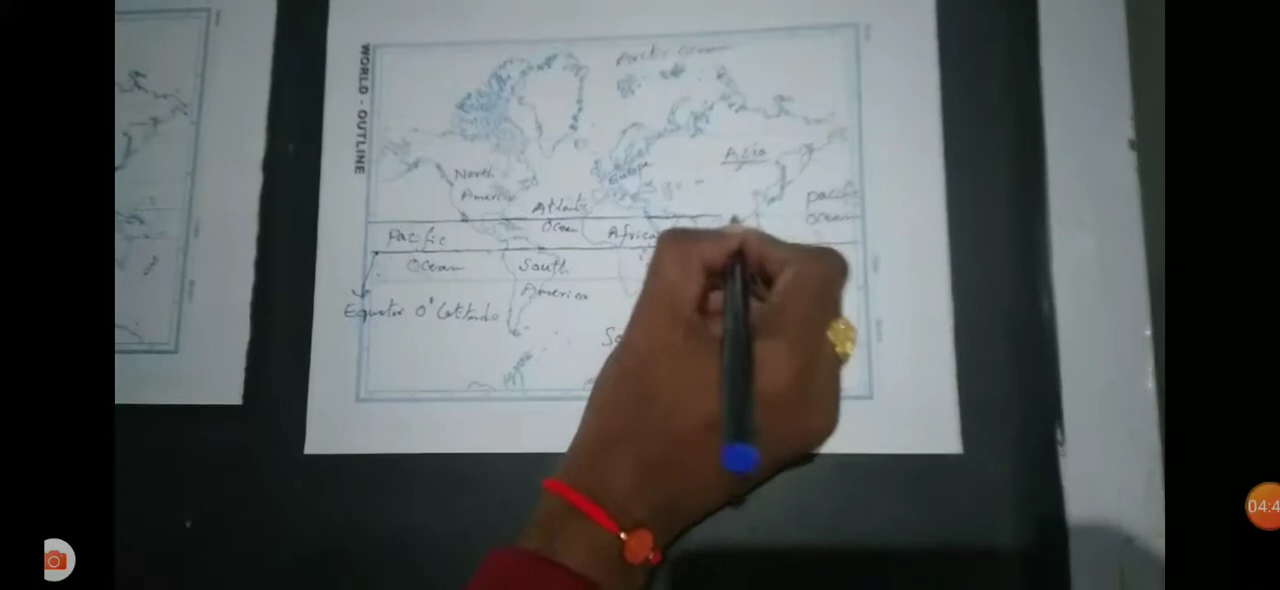 WORLD - OUTLINE
Arctic Ocean
North
America
Europe
Asia
Atlantic
Ocean
Pacific
Ocean
Africa
Pacific
Ocean
South
America
Equator 0° Latitude
04:4